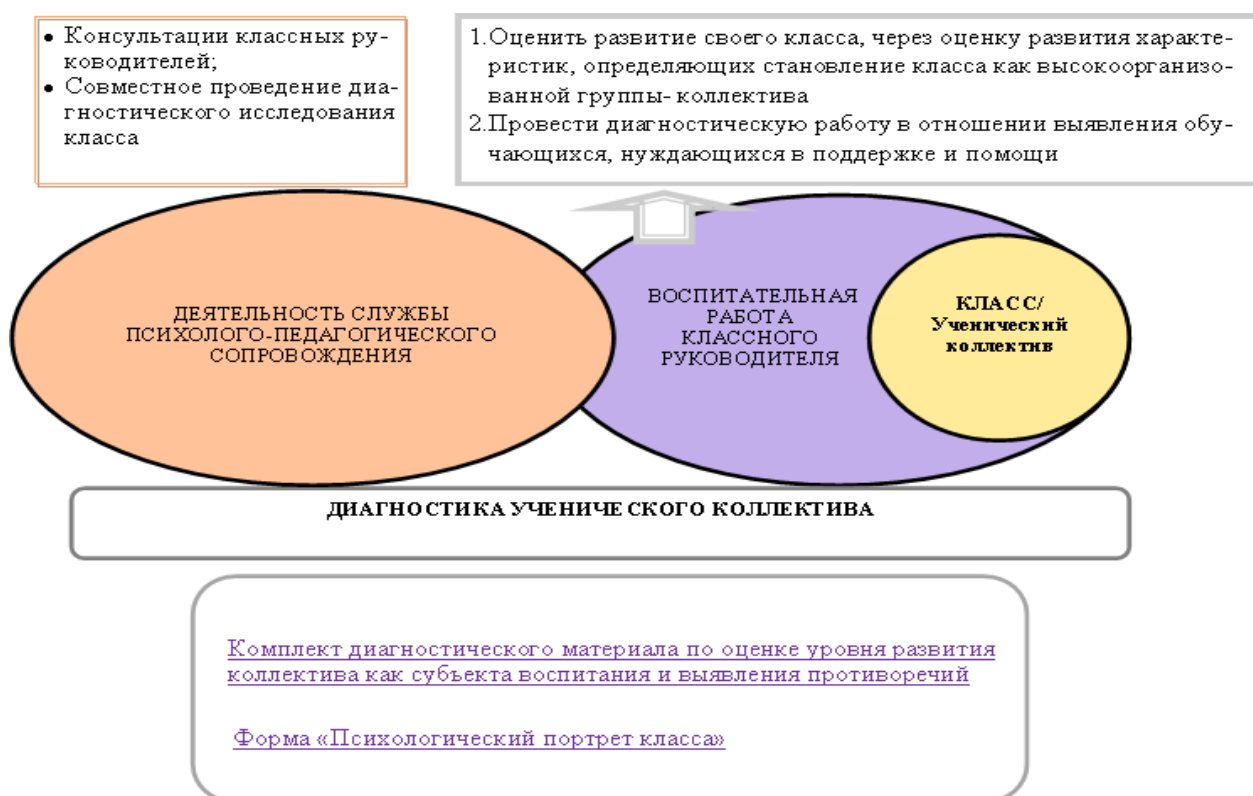 • Консультации классных ру-
ководителей;
• Совместное проведение диа-
гностического исследования
класса
1.Оценить развитие своего класса, через оценку развития характе-
ристик, определяющих становление класса как высокоорганизо-
ванной группы- коллектива
2.Провести диагностическую работу в отношении выявления обу-
чающихся, нуждающихся в поддержке и помощи
ДЕЯТЕЛЬНОСТЬ СЛУЖБЫ
ПСИХОЛОГО-ПЕДАГОГИЧЕСКОГО
СОПРОВОЖДЕНИЯ
ВОСПИТАТЕЛЬНАЯ
РАБОТА
КЛАССНОГО
РУКОВОДИТЕЛЯ
КЛАСС/
Ученический
коллектив
ДИАГНОСТИКА УЧЕНИЧЕСКОГО КОЛЛЕКТИВА
Комплект диагностического материала по оценке уровня развития
коллектива как субъекта воспитания и выявления противоречий
Форма «Психологический портрет класса»